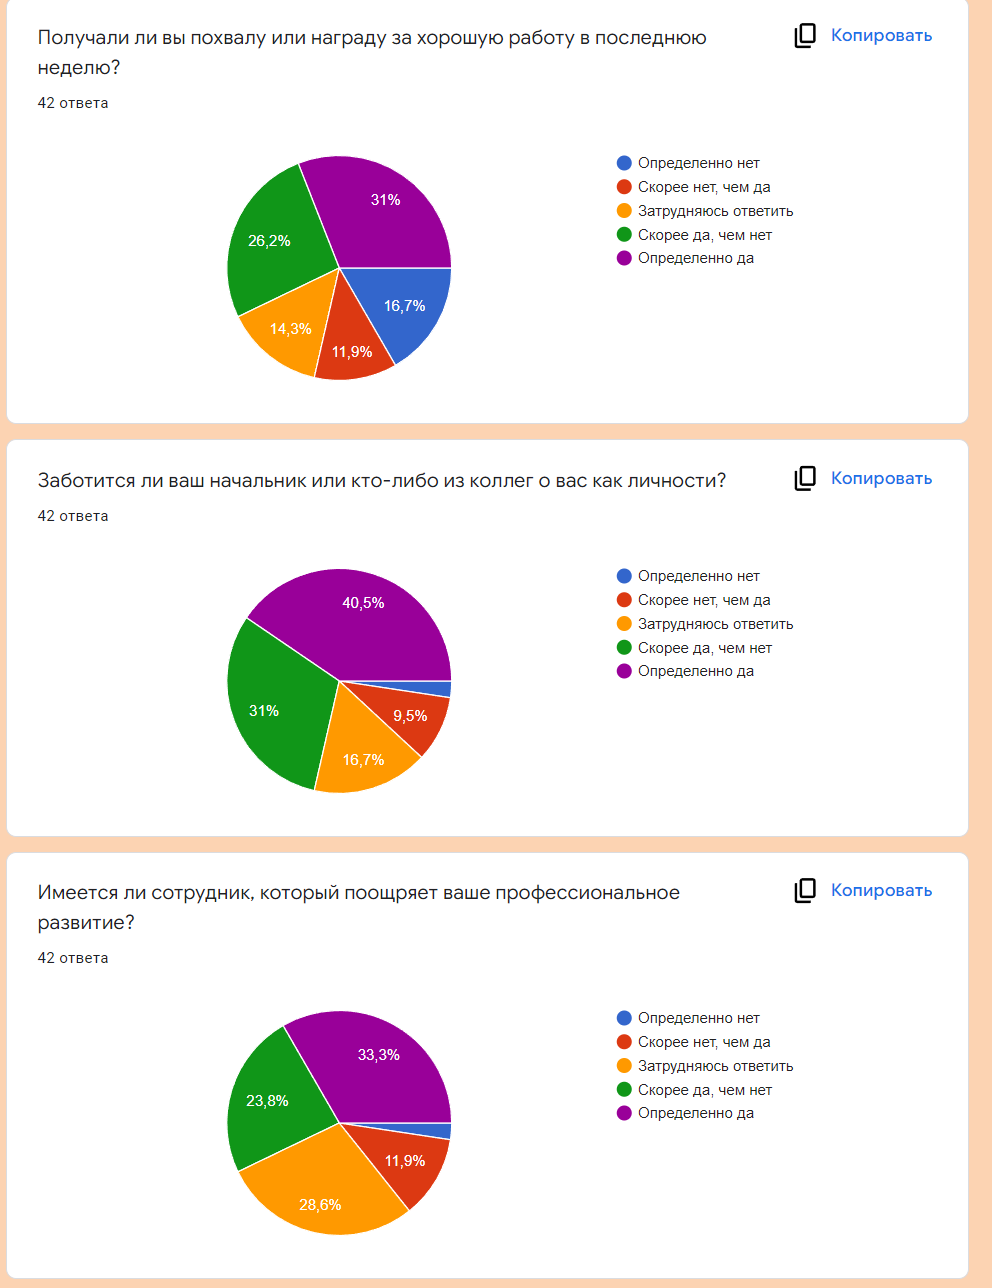 Получали ли вы похвалу или награду за хорошую работу в последнюю
неделю?
Копировать
42 ответа
31%
26,2%
16,7%
14,3%
11,9%
Определенно нет
Скорее нет, чем да
Затрудняюсь ответить
Скорее да, чем нет
Определенно да
Заботится ли ваш начальник или кто-либо из коллег о вас как личности?
Копировать
42 ответа
40,5%
31%
9,5%
16,7%
Определенно нет
Скорее нет, чем да
Затрудняюсь ответить
Скорее да, чем нет
Определенно да
Имеется ли сотрудник, который поощряет ваше профессиональное
развитие?
Копировать
42 ответа
33,3%
23,8%
11,9%
28,6%
Определенно нет
Скорее нет, чем да
Затрудняюсь ответить
Скорее да, чем нет
Определенно да